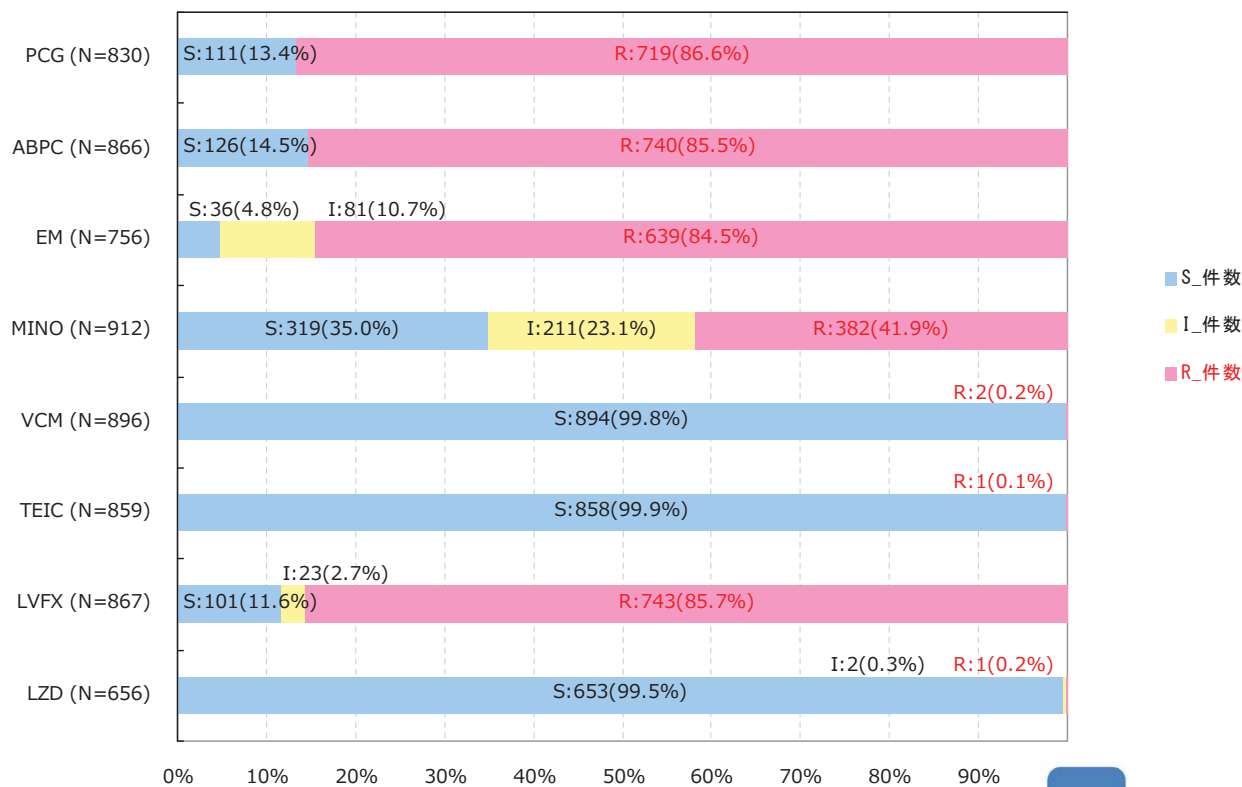 PCG (N=830)
S:111(13.4%)
R:719(86.6%)
ABPC (N=866)
S:126(14.5%)
R:740(85.5%)
S:36(4.8%)
I:81(10.7%)
EM (N=756)
R:639(84.5%)
MINO (N=912)
S:319(35.0%)
I:211(23.1%)
R:382(41.9%)
R:2(0.2%)
VCM (N=896)
S:894(99.8%)
R:1(0.1%)
TEIC (N=859)
S:858(99.9%)
I:23(2.7%)
LVFX (N=867)
S:101(11.6%)
R:743(85.7%)
I:2(0.3%)
R:1(0.2%)
LZD (N=656)
S:653(99.5%)
0% 10% 20% 30% 40% 50% 60% 70% 80% 90%
S_件数
I_件数
R_件数